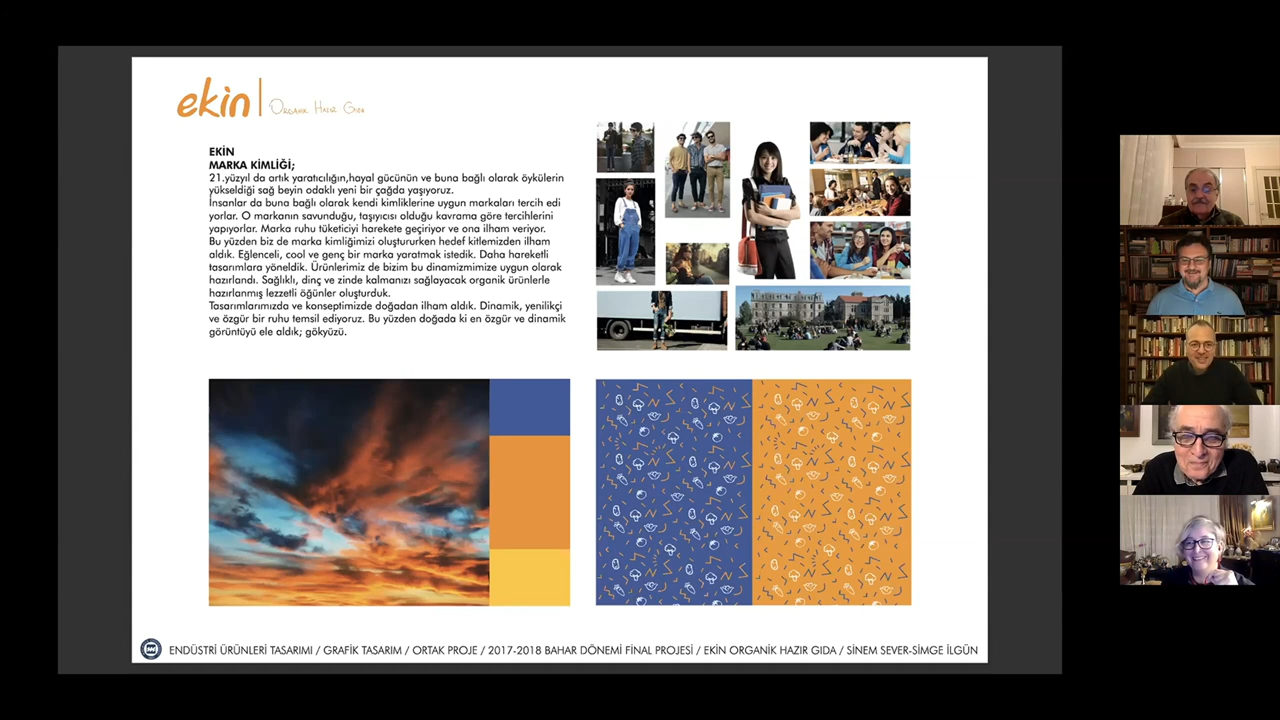 ekin
Organik Hazır Gıda
EKİN
MARKA KİMLİĞİ;
21.yüzyıl da artık yaratıcılığın,hayal gücünün ve buna bağlı olarak öykülerin
yükseldiği sağ beyin odaklı yeni bir çağda yaşıyoruz.
İnsanlar da buna bağlı olarak kendi kimliklerine uygun markaları tercih edi
yorlar. O markanın savunduğu, taşıyıcısı olduğu kavrama göre tercihlerini
yapıyorlar. Marka ruhu tüketiciyi harekete geçiriyor ve ona ilham veriyor.
Bu yüzden biz de marka kimliğimizi oluştururken hedef kitlemizden ilham
aldık. Eğlenceli, cool ve genç bir marka yaratmak istedik. Daha hareketli
tasarımlara yöneldik. Ürünlerimiz de bizim bu dinamizmimize uygun olarak
hazırlandı. Sağlıklı, dinç ve zinde kalmanızı sağlayacak organik ürünlerle
hazırlanmış lezzetli öğünler oluşturduk.
Tasarımlarımızda ve konseptimizde doğadan ilham aldık. Dinamik, yenilikçi
ve özgür bir ruhu temsil ediyoruz. Bu yüzden doğada ki en özgür ve dinamik
görüntüyü ele aldık; gökyüzü.
ENDÜSTRİ ÜRÜNLERİ TASARIMI / GRAFİK TASARIM / ORTAK PROJE / 2017-2018 BAHAR DÖNEMİ FİNAL PROJESİ / EKİN ORGANİK HAZIR GIDA / SİNEM SEVER-SİMGE İLGÜN